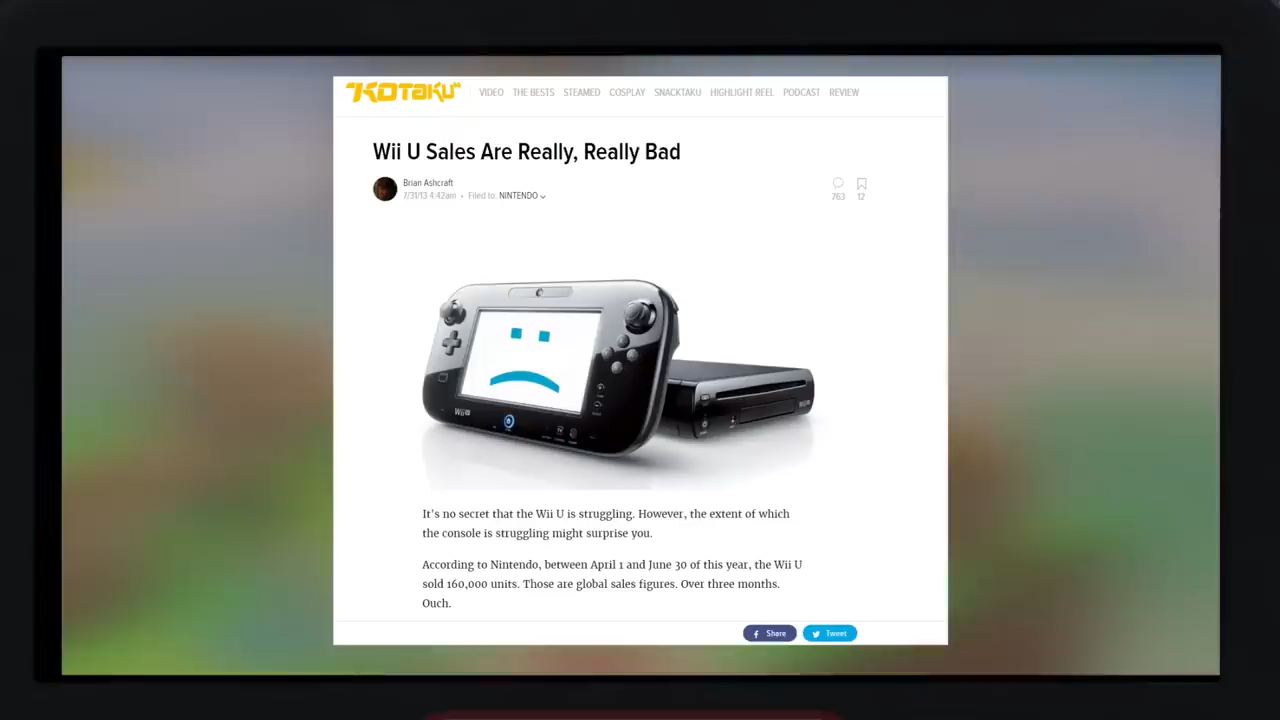 "KOTAKU"
VIDEO THE BESTS STEAMED COSPLAY SNACKTAKU HIGHLIGHT REEL PODCAST REVIEW
Wii U Sales Are Really, Really Bad
Brian Ashcraft
7/31/13 4:42am • Filed to: NINTENDO
763 12
Wii U
It's no secret that the Wii U is struggling. However, the extent of which
the console is struggling might surprise you.
According to Nintendo, between April 1 and June 30 of this year, the Wii U
sold 160,000 units. Those are global sales figures. Over three months.
Ouch.
Share Tweet